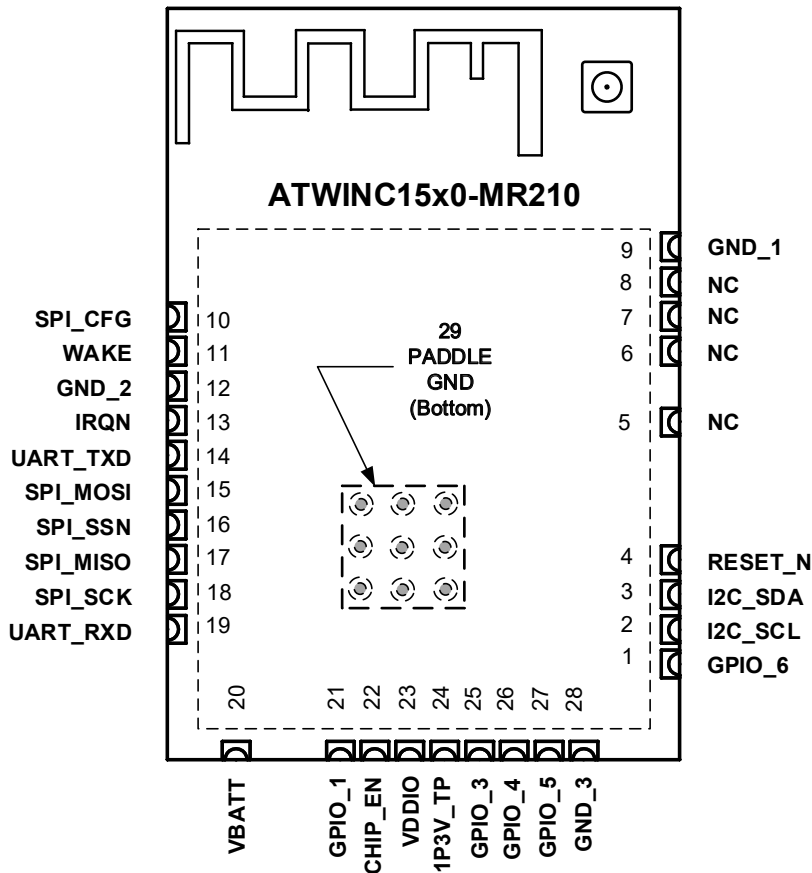 ATWINC15x0-MR210
9 GND_1
8 NC
7 NC
6 NC
5 NC
4 RESET_N
3 I2C_SDA
2 I2C_SCL
1 GPIO_6
SPI_CFG 10
WAKE 11
GND_2 12
IRQN 13
UART_TXD 14
SPI_MOSI 15
SPI_SSN 16
SPI_MISO 17
SPI_SCK 18
UART_RXD 19
29
PADDLE
GND
(Bottom)
20 VBATT
21 GPIO_1
22 CHIP_EN
23 VDDIO
24 1P3V_TP
25 GPIO_3
26 GPIO_4
27 GPIO_5
28 GND_3